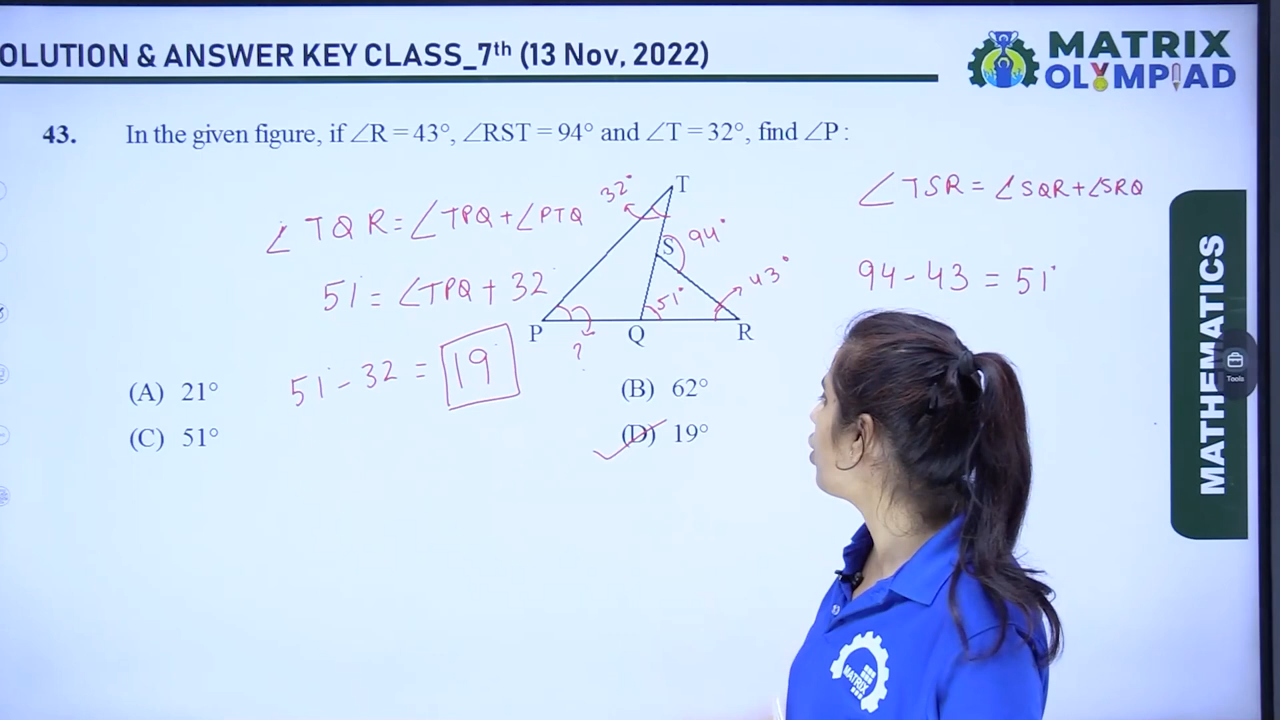 OLUTION & ANSWER KEY CLASS_7th (13 Nov, 2022)
MATRIX
OLYMPIAD
43. In the given figure, if ∠R = 43°, ∠RST = 94° and ∠T = 32°, find ∠P :
∠TQR = ∠TPQ + ∠PTQ
51 = ∠TPQ + 32
51 - 32 = 19
32°
T
S
94°
43°
51°
P
?
Q
R
∠TSR = ∠SQR + ∠SRQ
94 - 43 = 51°
(A) 21°
(B) 62°
(C) 51°
(D) 19°
MATHEMATICS
Tools
MATRIX